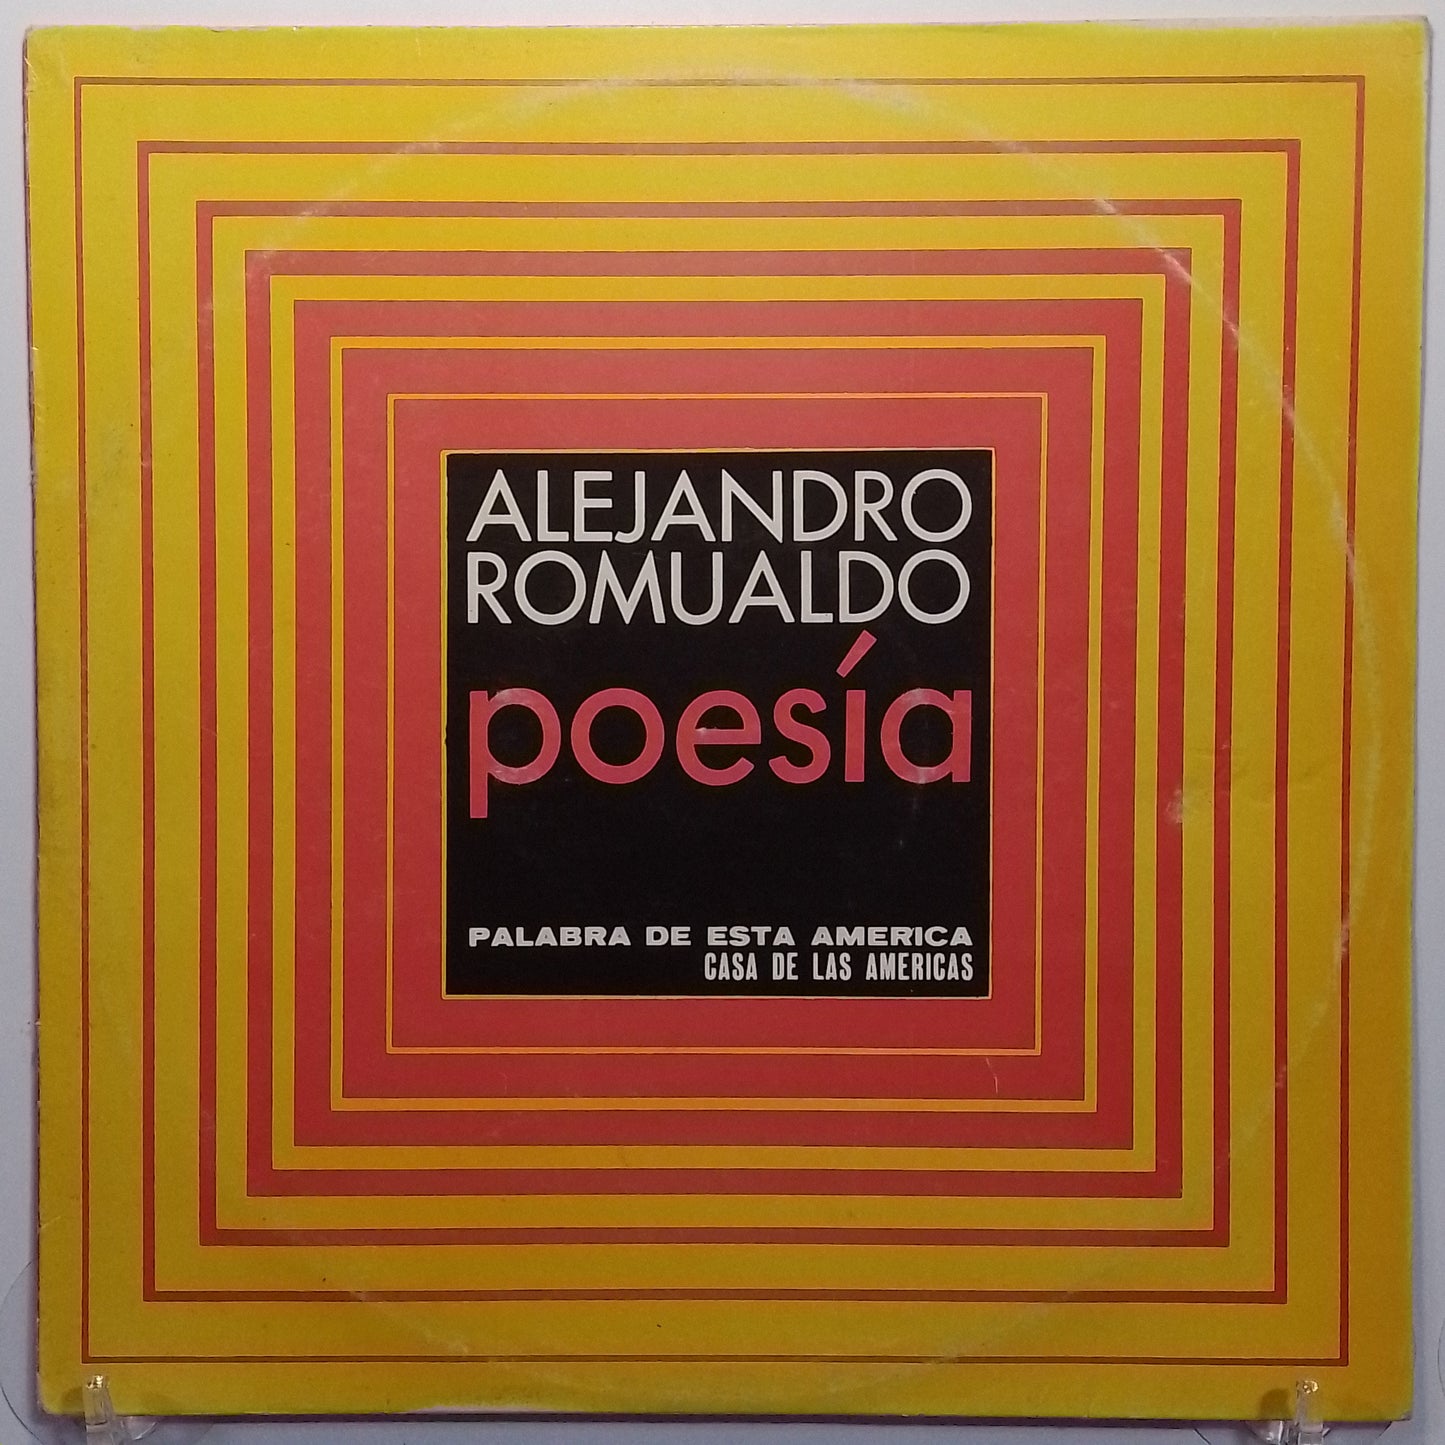 ALEJANDRO
ROMUALDO
poesía
PALABRA DE ESTA AMERICA
CASA DE LAS AMERICAS